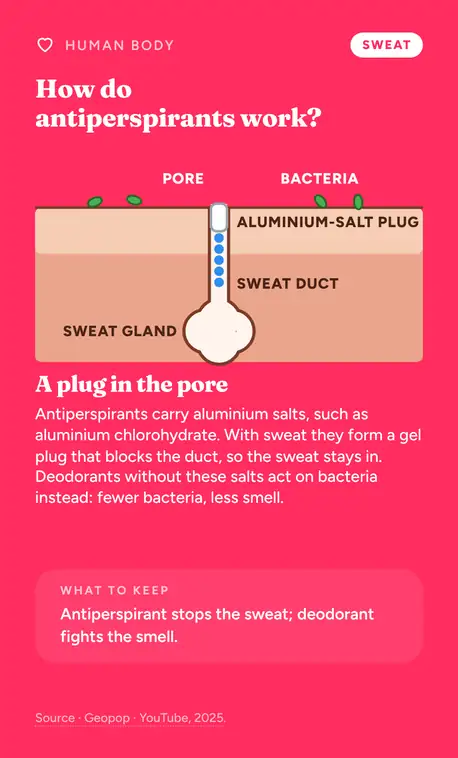 HUMAN BODY
SWEAT
How do
antiperspirants work?
PORE
BACTERIA
ALUMINIUM-SALT PLUG
SWEAT DUCT
SWEAT GLAND
A plug in the pore
Antiperspirants carry aluminium salts, such as
aluminium chlorohydrate. With sweat they form a gel
plug that blocks the duct, so the sweat stays in.
Deodorants without these salts act on bacteria
instead: fewer bacteria, less smell.
WHAT TO KEEP
Antiperspirant stops the sweat; deodorant
fights the smell.
Source · Geopop · YouTube, 2025.